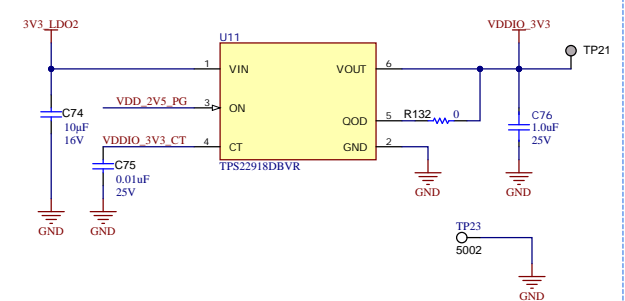 3V3_LDO2
VDDIO_3V3
U11
TP21
1
VIN
VOUT
6
C74
10µF
16V
VDD_2V5_PG
3
ON
R132
0
QOD
5
C76
1.0uF
25V
VDDIO_3V3_CT
4
CT
GND
2
C75
0.01uF
25V
TPS22918DBVR
GND
GND
GND
GND
TP23
5002
GND